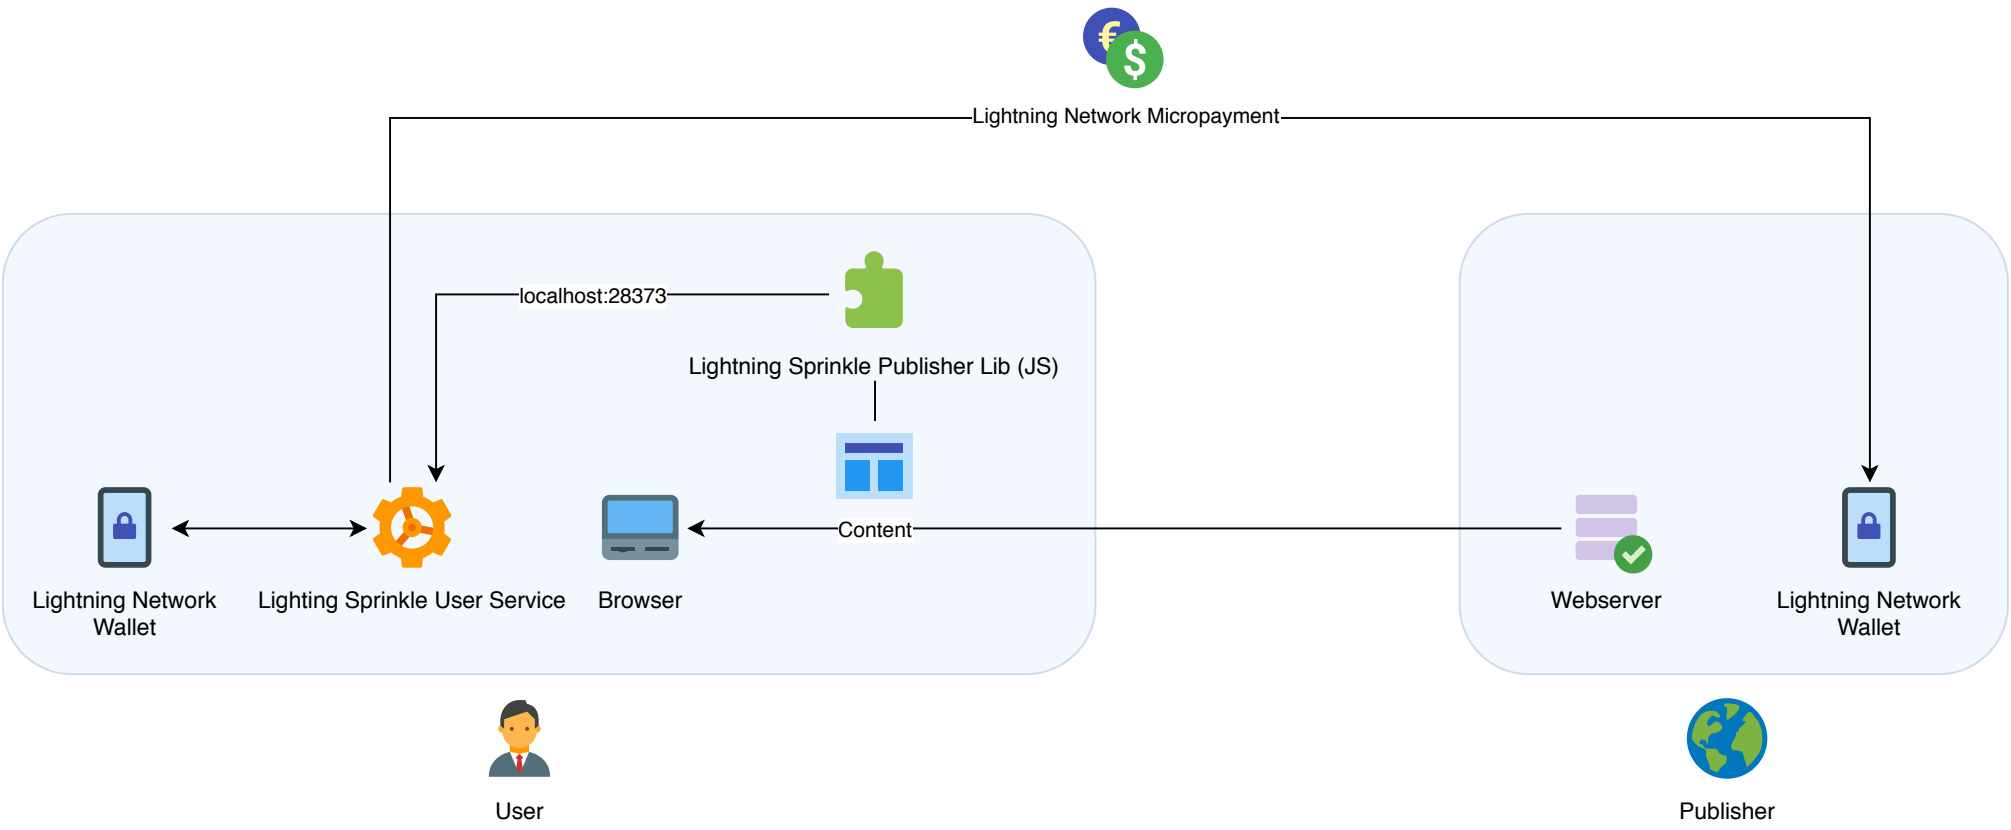 Lightning Network Micropayment
localhost:28373
Lightning Sprinkle Publisher Lib (JS)
Content
Lightning Network
Wallet
Lighting Sprinkle User Service
Browser
Webserver
Lightning Network
Wallet
User
Publisher